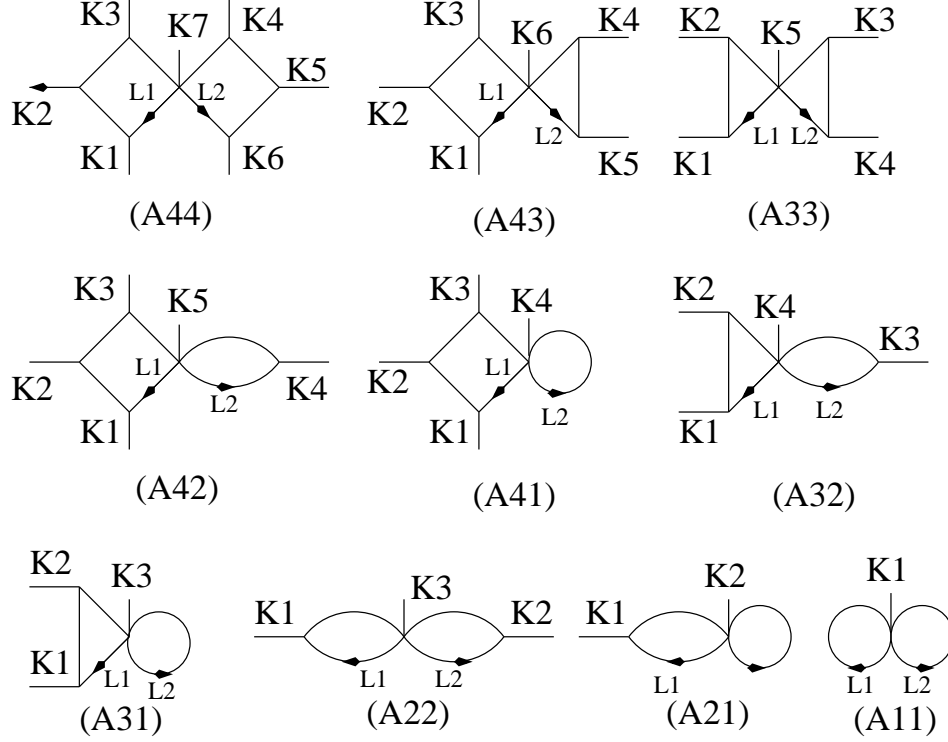 K3 K7 K4
L1 L2 K5
K2
K1 K6
(A44)
K3 K6 K4
L1
K2 L2
K1 K5
(A43)
K2 K5 K3
K1 L1 L2 K4
(A33)
K3 K5
L1
K2 L2 K4
K1
(A42)
K3 K4
L1
K2 L2
K1
(A41)
K2 K4
K3
K1 L1 L2
(A32)
K2 K3
K1 L1 L2
(A31)
K1 K3 K2
L1 L2
(A22)
K1 K2
L1
(A21)
K1
L1 L2
(A11)